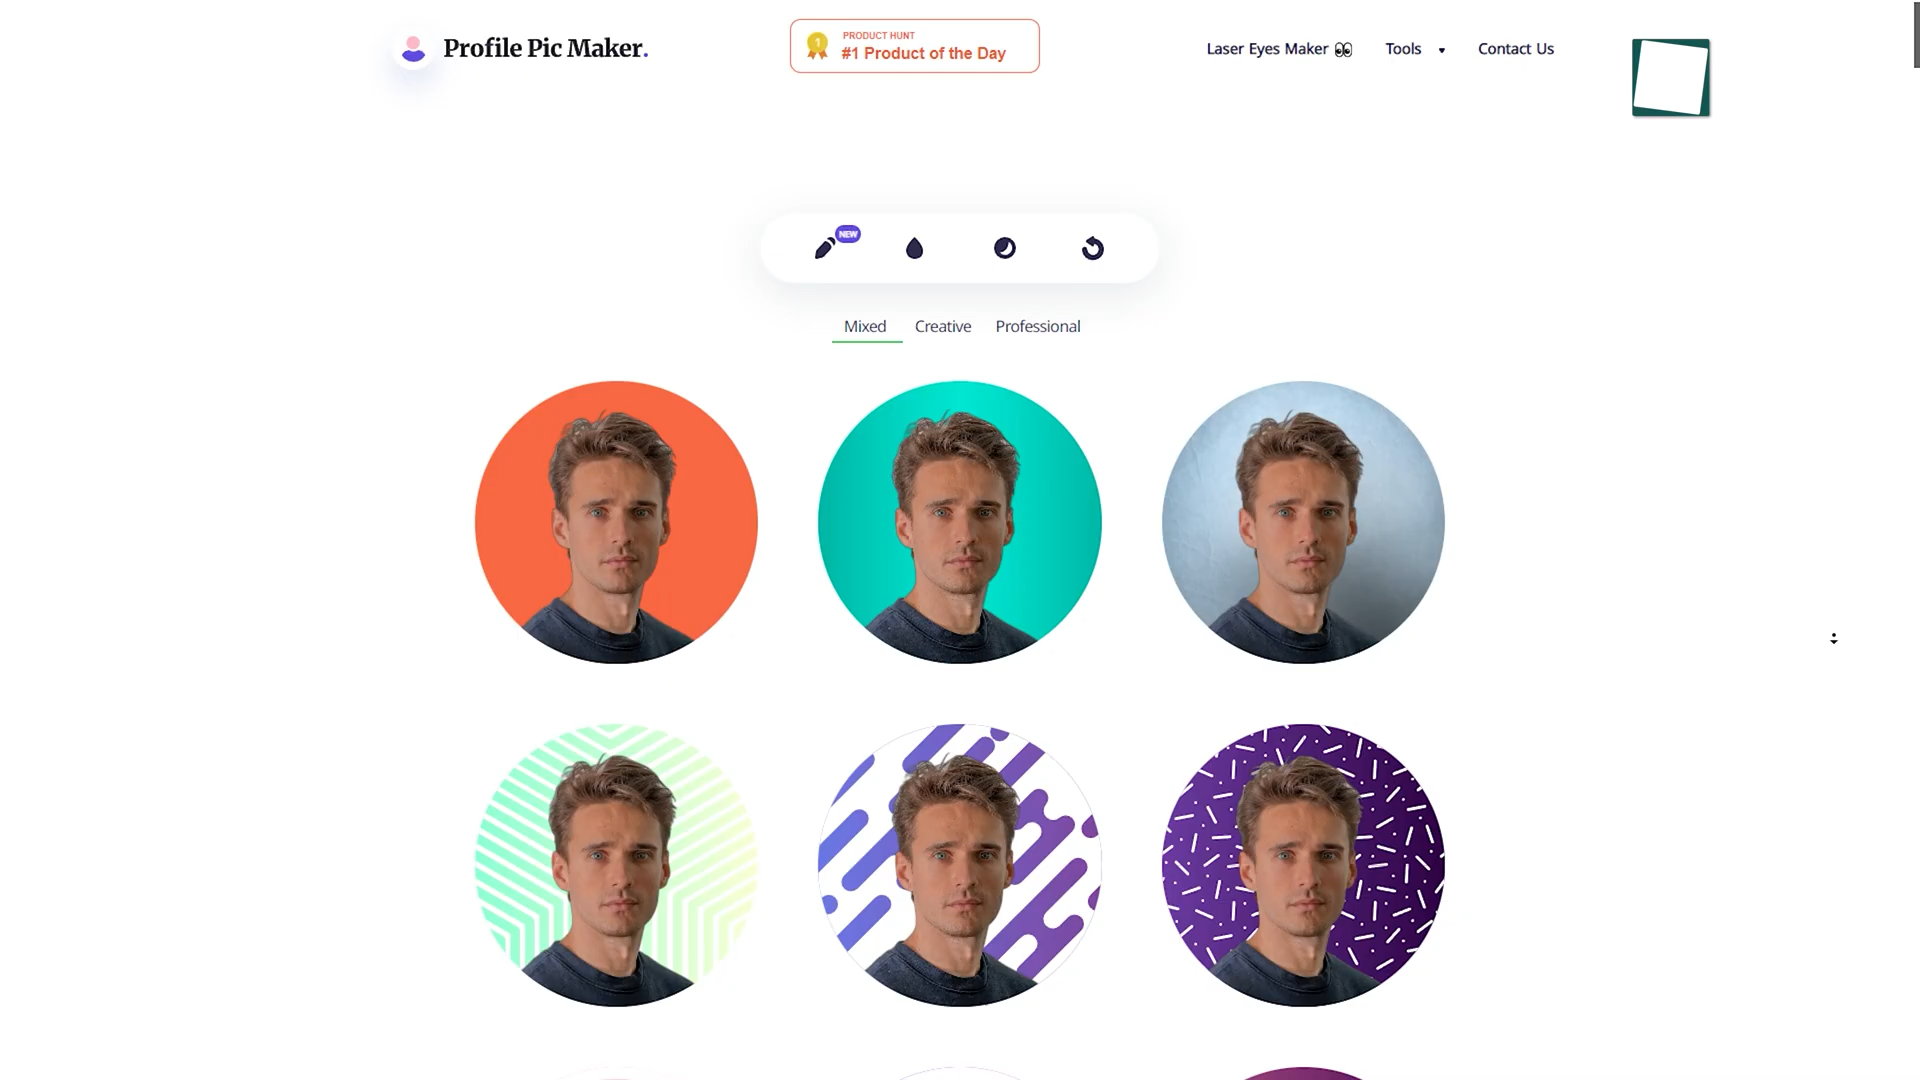 Profile Pic Maker.
PRODUCT HUNT
#1 Product of the Day
1
Laser Eyes Maker 👀
Tools
Contact Us
NEW
Mixed
Creative
Professional